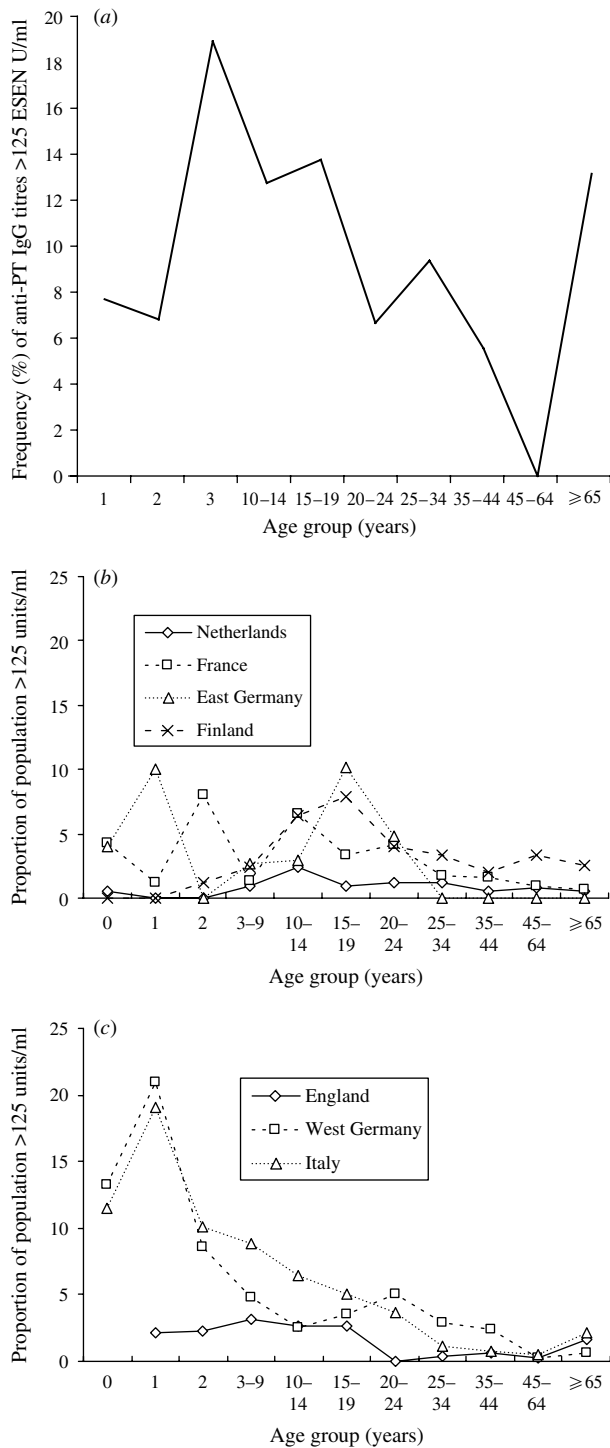 (a)
Frequency (%) of anti-PT IgG titres >125 ESEN U/ml
20
18
16
14
12
10
8
6
4
2
0
1 2 3 10–14 15–19 20–24 25–34 35–44 45–64 ⩾65
Age group (years)
(b)
Proportion of population >125 units/ml
25
20
15
10
5
0
Netherlands
France
East Germany
Finland
0 1 2 3–9 10– 15– 20– 25– 35– 45– ⩾65
14 19 24 34 44 64
Age group (years)
(c)
Proportion of population >125 units/ml
25
20
15
10
5
0
England
West Germany
Italy
0 1 2 3–9 10– 15– 20– 25– 35– 45– ⩾65
14 19 24 34 44 64
Age group (years)